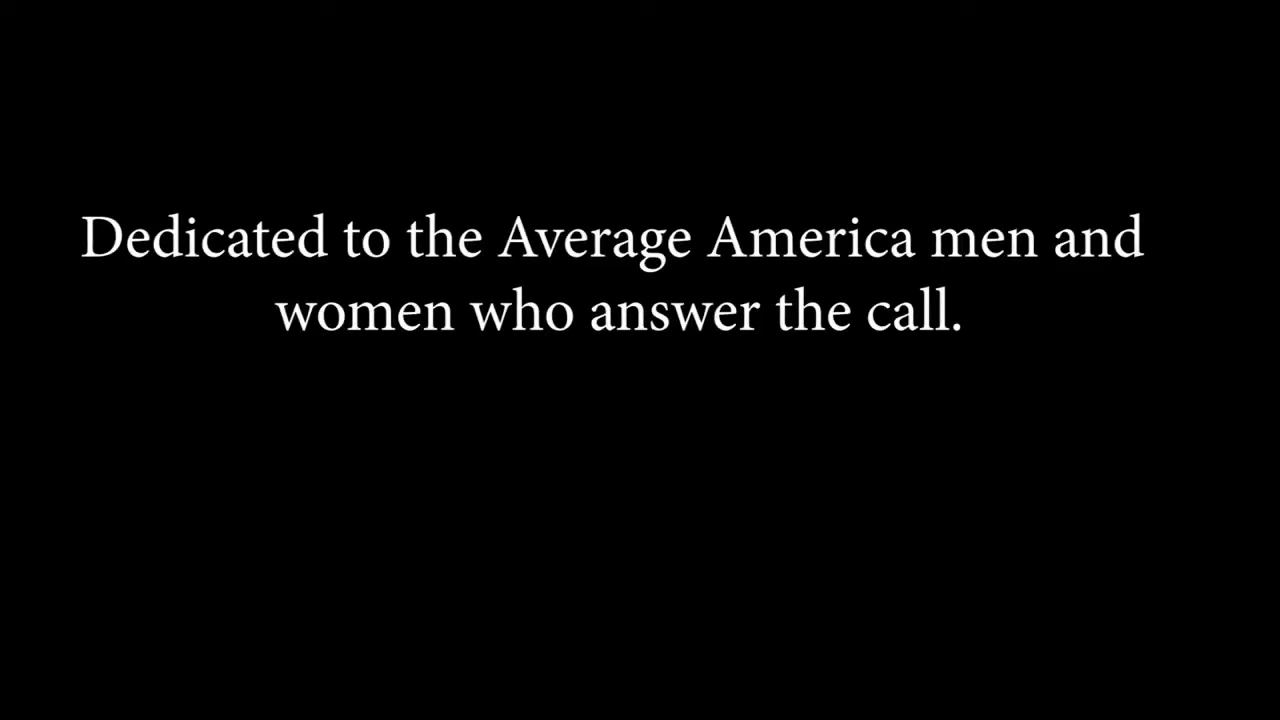 Dedicated to the Average America men and
women who answer the call.